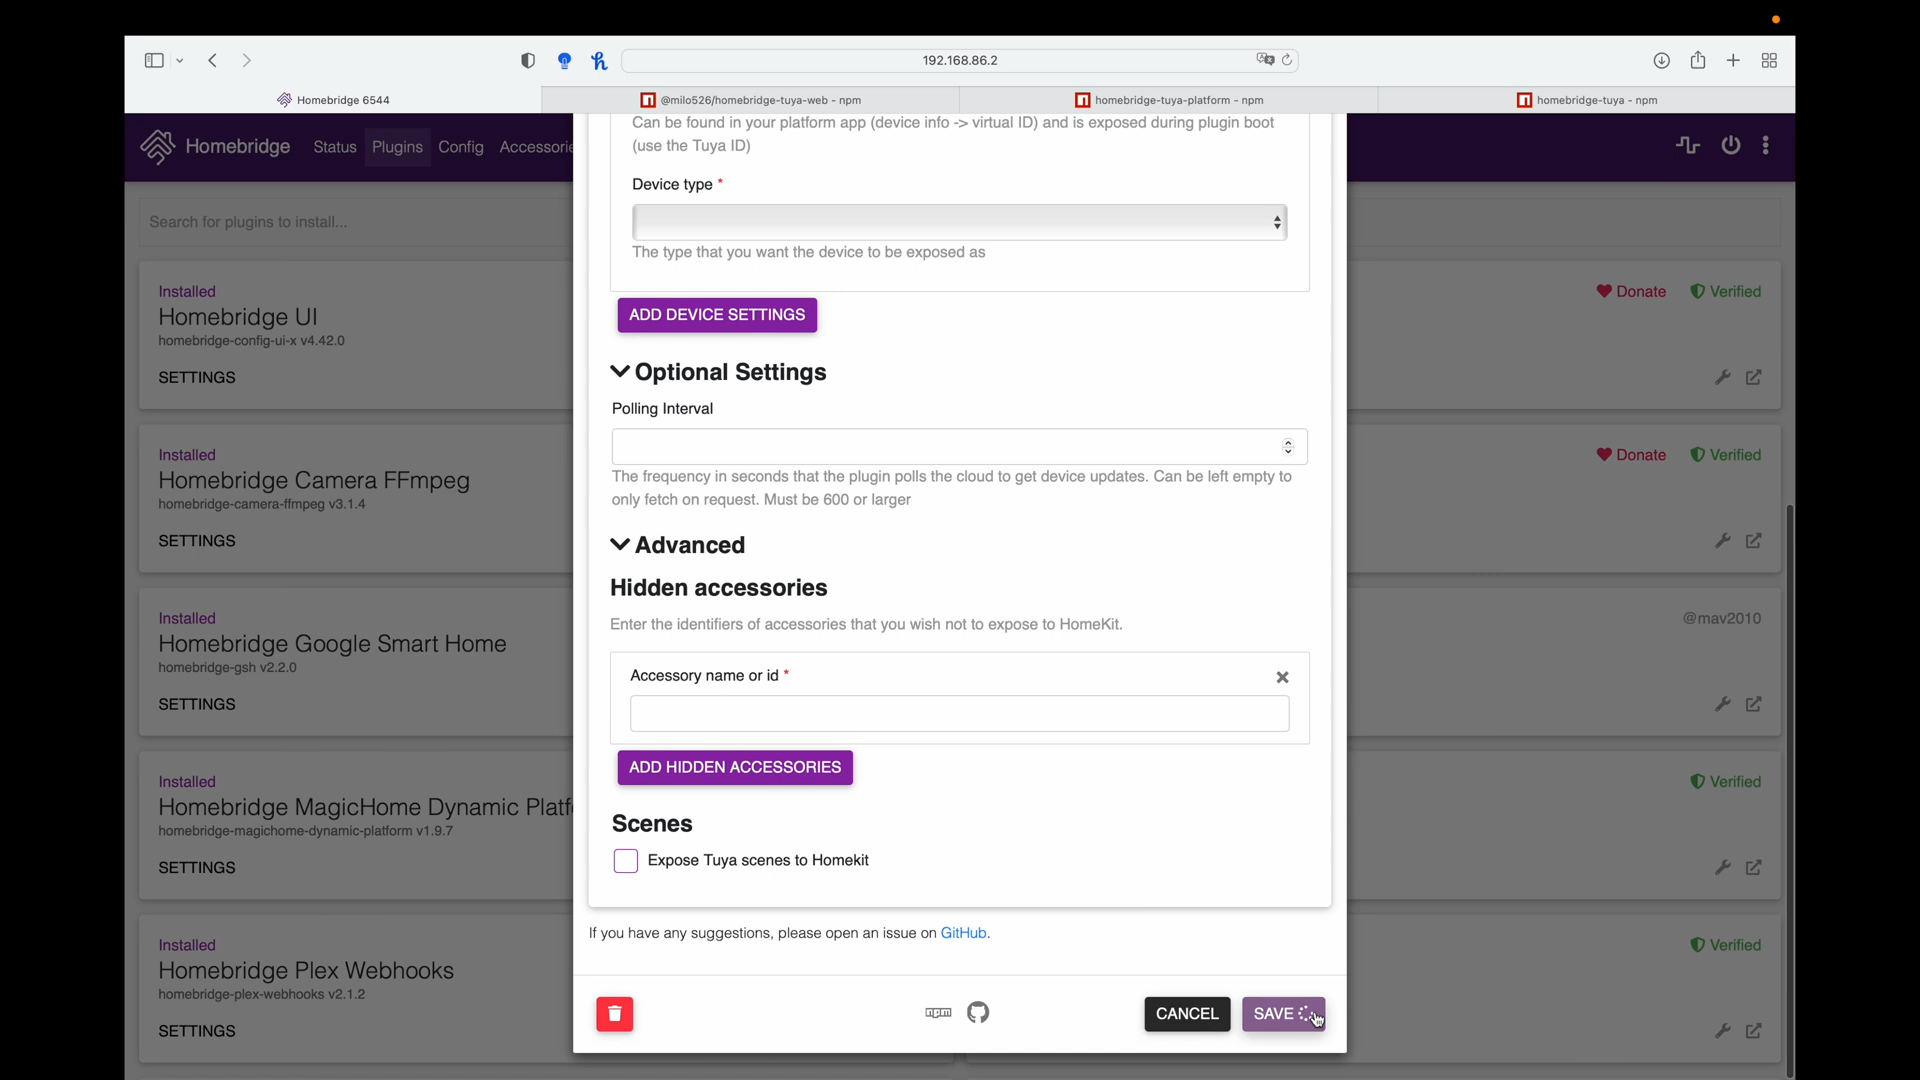 192.168.86.2
Homebridge 6544
@milo526/homebridge-tuya-web - npm
homebridge-tuya-platform - npm
homebridge-tuya - npm
Homebridge
Status
Plugins
Config
Accessorie
Search for plugins to install...
Installed
Homebridge UI
homebridge-config-ui-x v4.42.0
SETTINGS
Donate
Verified
Installed
Homebridge Camera FFmpeg
homebridge-camera-ffmpeg v3.1.4
SETTINGS
Donate
Verified
Installed
Homebridge Google Smart Home
homebridge-gsh v2.2.0
SETTINGS
@mav2010
Installed
Homebridge MagicHome Dynamic Platf
homebridge-magichome-dynamic-platform v1.9.7
SETTINGS
Verified
Installed
Homebridge Plex Webhooks
homebridge-plex-webhooks v2.1.2
SETTINGS
Verified
Can be found in your platform app (device info -> virtual ID) and is exposed during plugin boot
(use the Tuya ID)
Device type *
The type that you want the device to be exposed as
ADD DEVICE SETTINGS
Optional Settings
Polling Interval
The frequency in seconds that the plugin polls the cloud to get device updates. Can be left empty to
only fetch on request. Must be 600 or larger
Advanced
Hidden accessories
Enter the identifiers of accessories that you wish not to expose to HomeKit.
Accessory name or id *
ADD HIDDEN ACCESSORIES
Scenes
Expose Tuya scenes to Homekit
If you have any suggestions, please open an issue on GitHub.
npm
CANCEL
SAVE